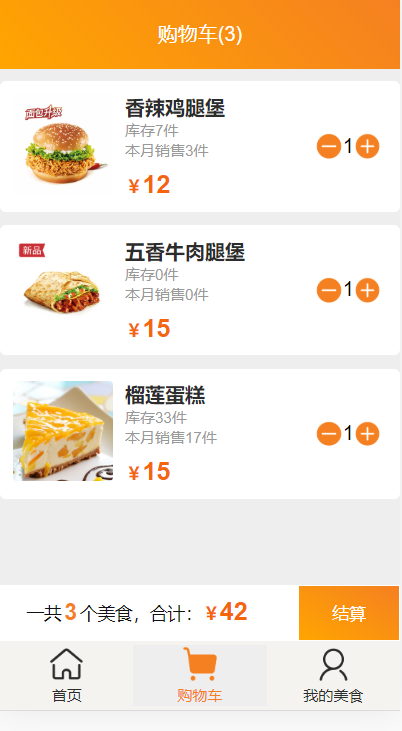 购物车(3)
面包升级
香辣鸡腿堡
库存7件
本月销售3件
¥12
1
新品
五香牛肉腿堡
库存0件
本月销售0件
¥15
1
榴莲蛋糕
库存33件
本月销售17件
¥15
1
一共3个美食，合计：¥42
结算
首页
购物车
我的美食